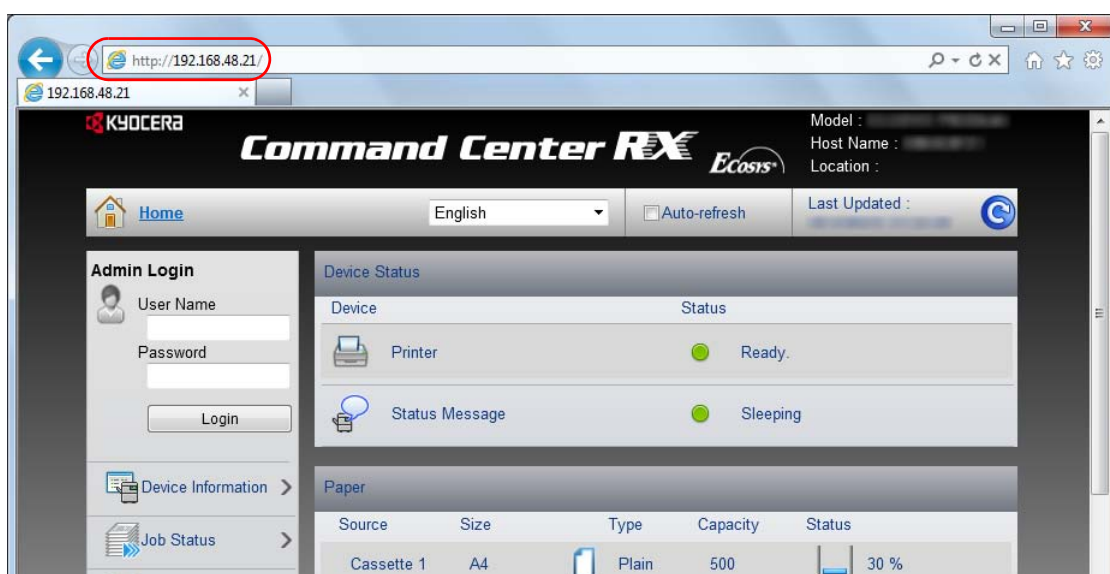 http://192.168.48.21/
192.168.48.21
KYOCERA
Command Center RX
Ecosys
Model :
Host Name :
Location :
Home
English
Auto-refresh
Last Updated :
Admin Login
User Name
Password
Login
Device Information
Job Status
Device Status
Device Status
Printer Ready.
Status Message Sleeping
Paper
Source Size Type Capacity Status
Cassette 1 A4 Plain 500 30 %